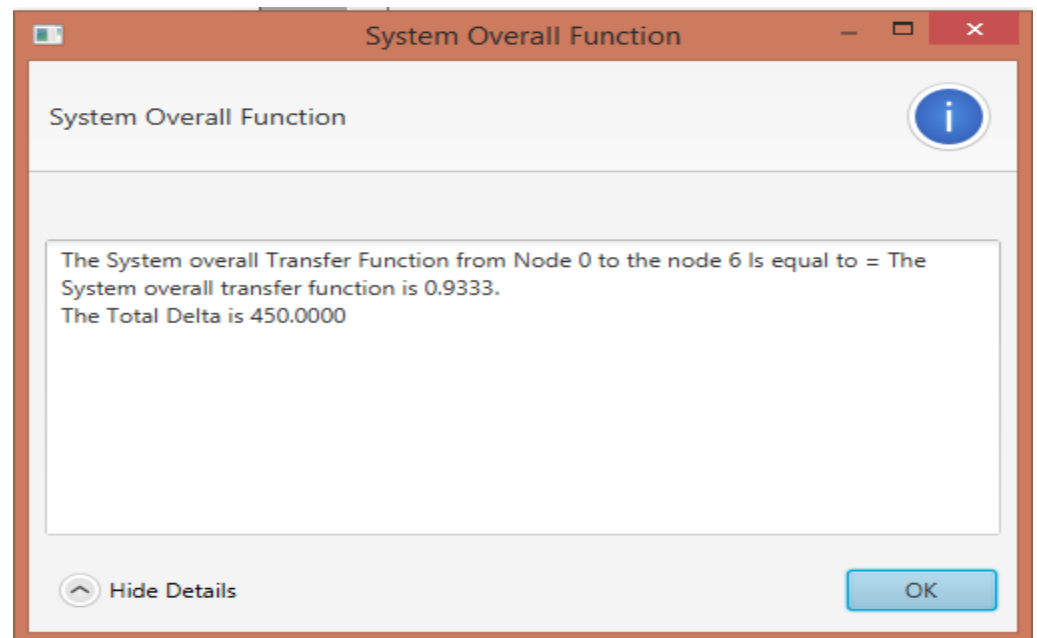 System Overall Function
System Overall Function
The System overall Transfer Function from Node 0 to the node 6 Is equal to = The
System overall transfer function is 0.9333.
The Total Delta is 450.0000
Hide Details
OK